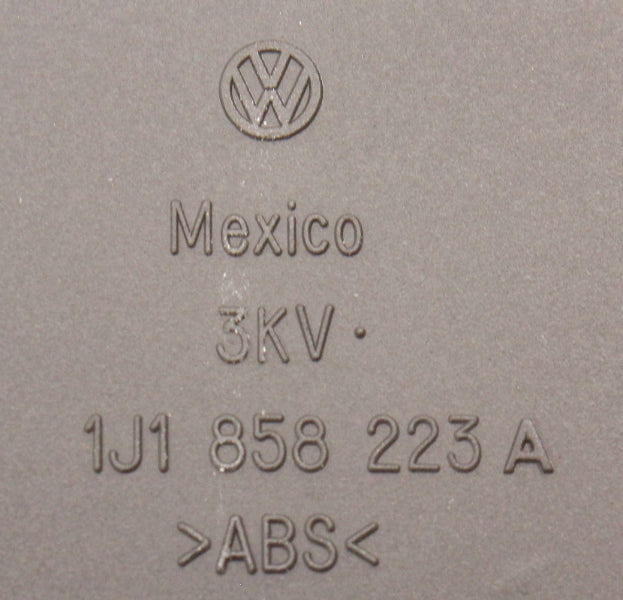 Mexico
3KV·
1J1 858 223 A
>ABS<